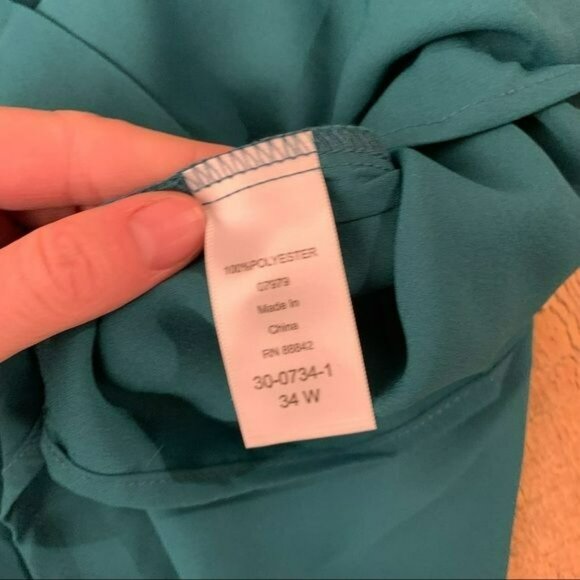 100%POLYESTER
07979
Made In
China
RN 88842
30-0734-1
34 W